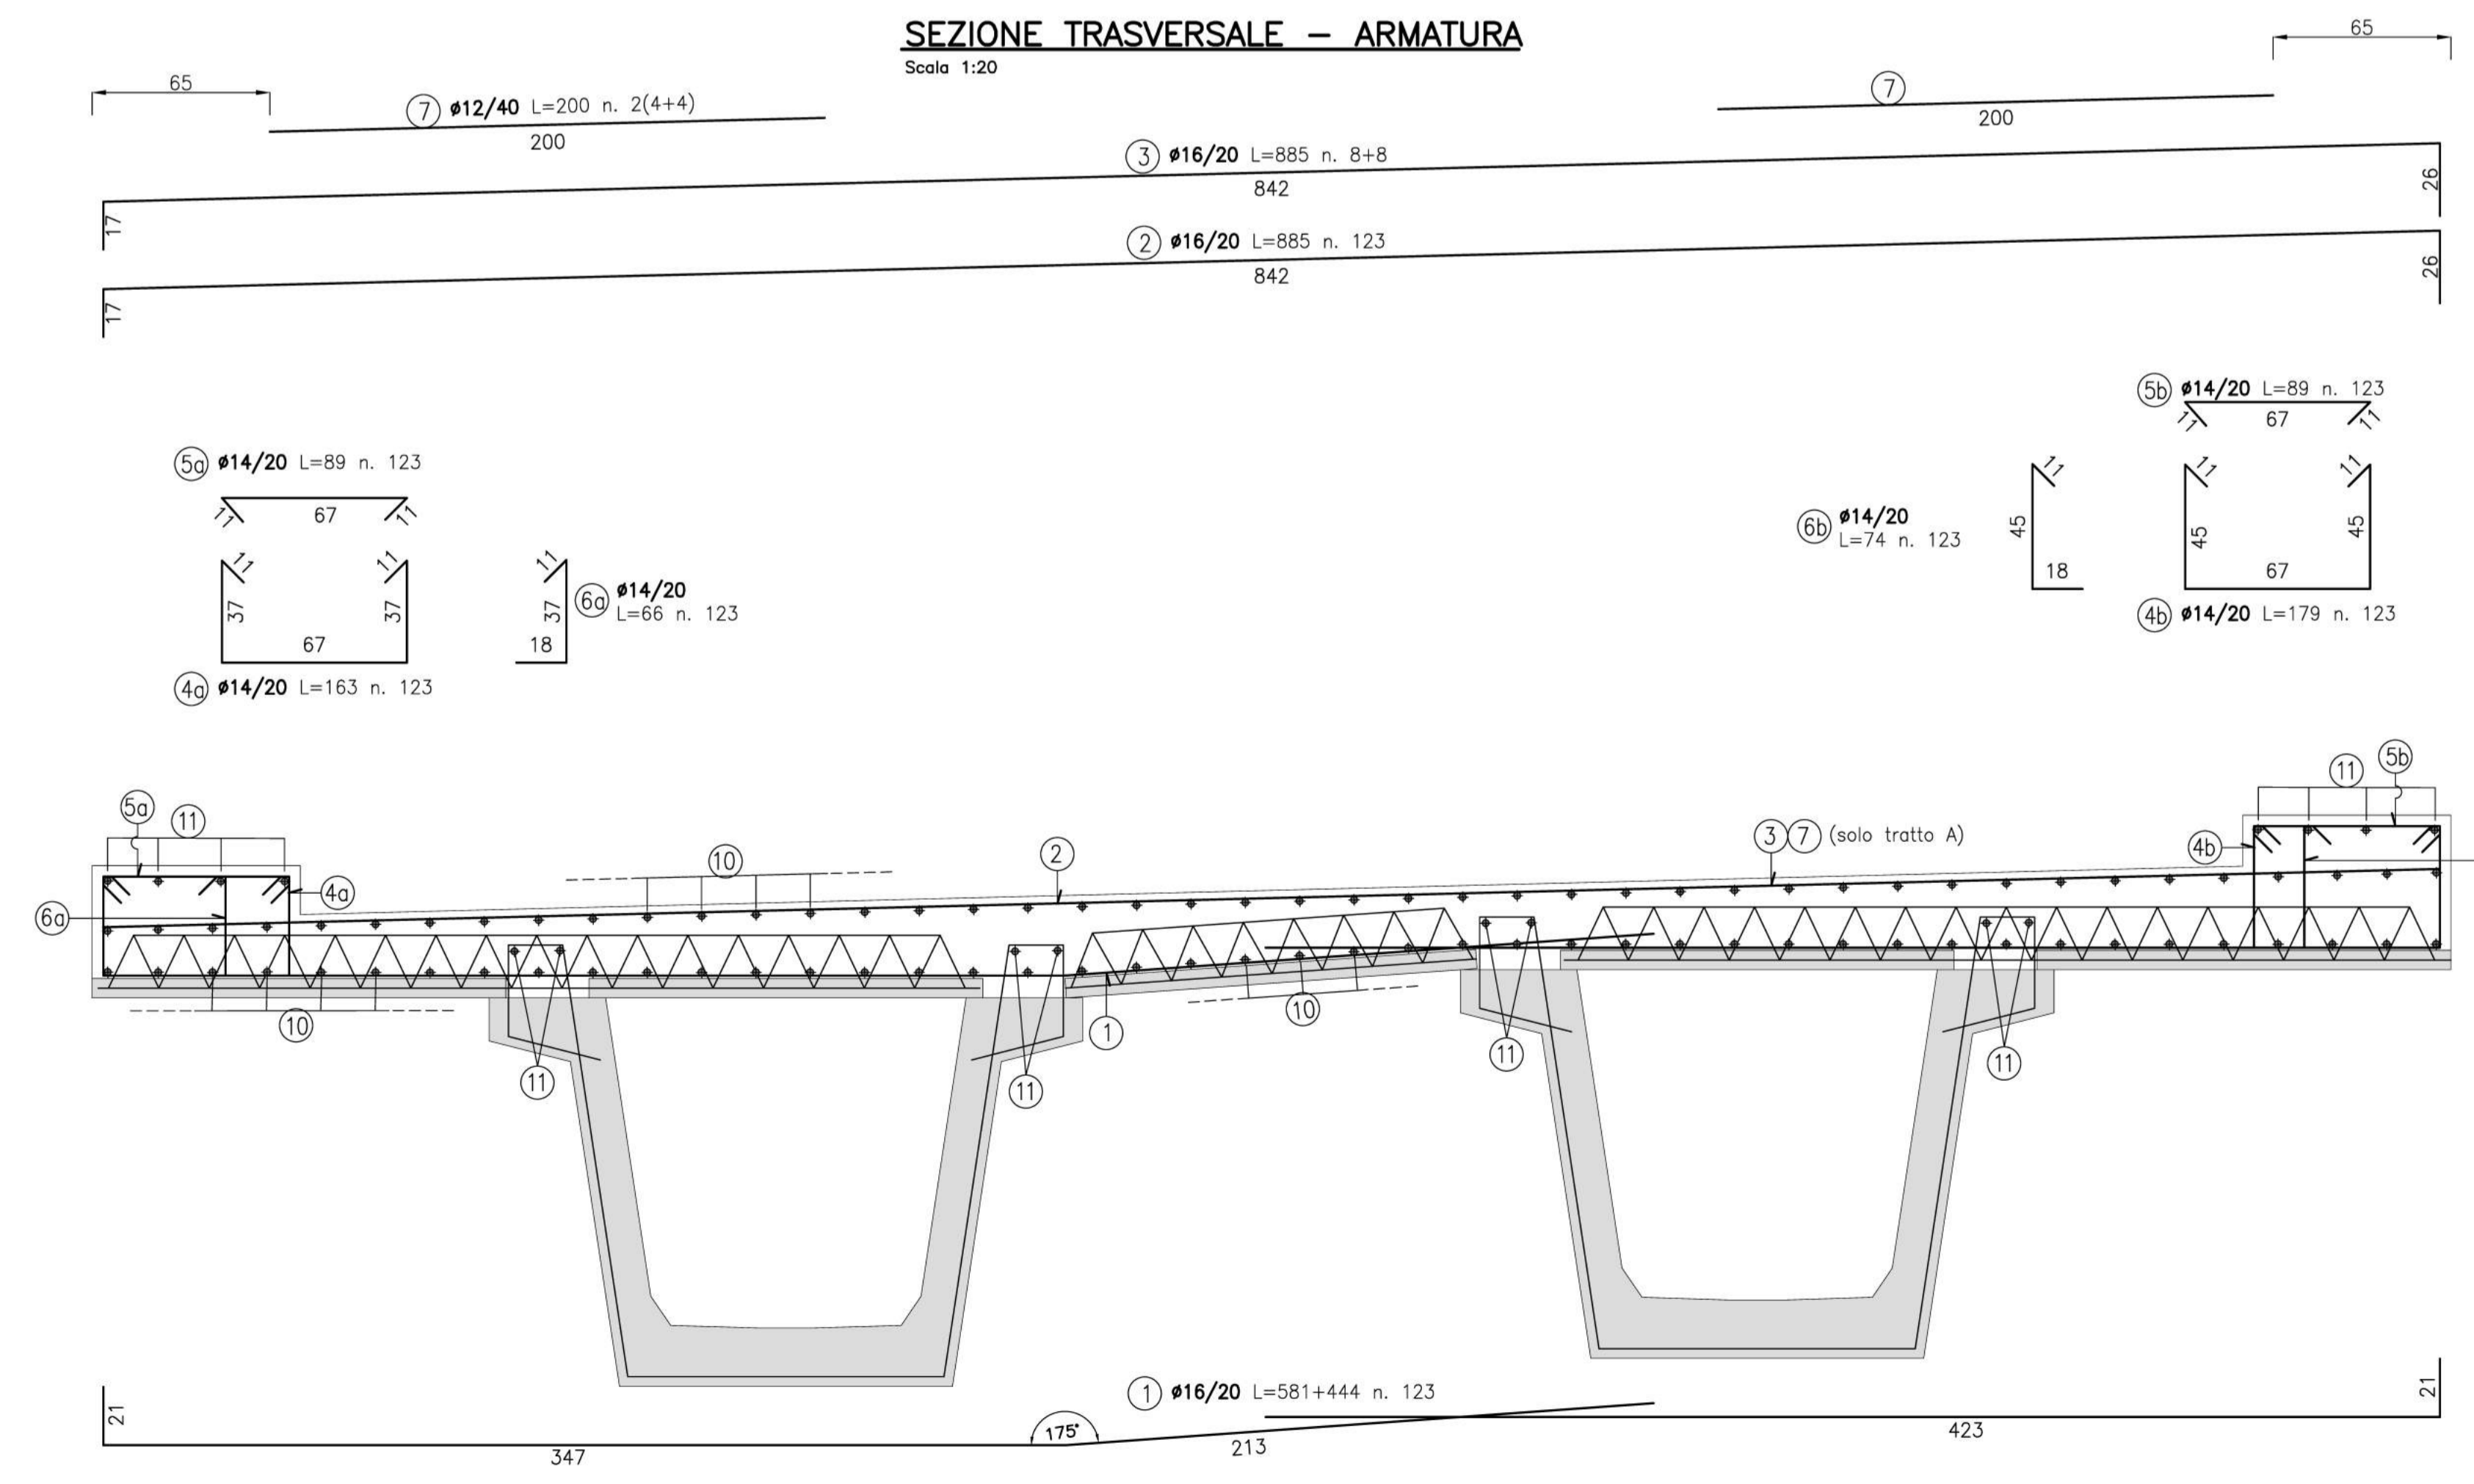 SEZIONE TRASVERSALE – ARMATURA
Scala 1:20
65
65
7 ø12/40 L=200 n. 2(4+4)
200
7
200
3 ø16/20 L=885 n. 8+8
842
17
26
2 ø16/20 L=885 n. 123
842
17
26
5a ø14/20 L=89 n. 123
11
67
11
11
11
37
37
67
4a ø14/20 L=163 n. 123
11
37
18
6a ø14/20
L=66 n. 123
5b ø14/20 L=89 n. 123
11
67
11
6b ø14/20
L=74 n. 123
11
45
18
11
11
45
45
67
4b ø14/20 L=179 n. 123
5a
11
4a
6a
10
10
2
3 7 (solo tratto A)
11
5b
4b
1
10
11
11
11
11
1 ø16/20 L=581+444 n. 123
21
347
175°
213
423
21